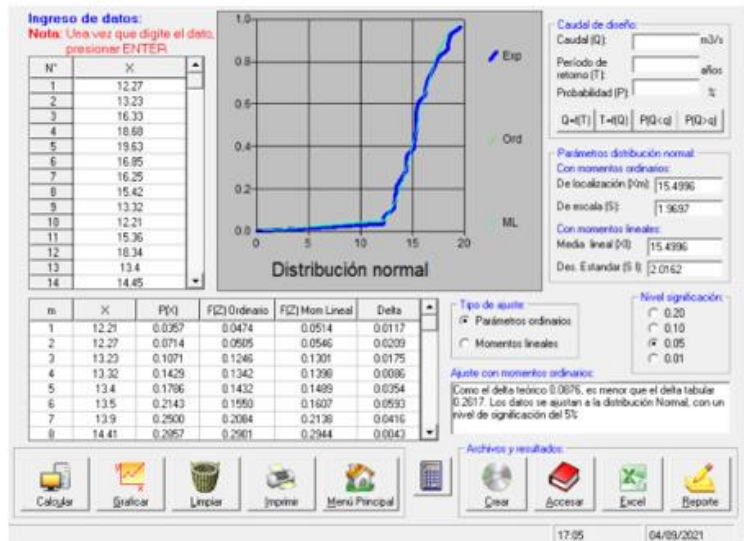 Ingreso de datos:
Nota: Una vez que digite el dato,
presionar ENTER
N° X
1 12.27
2 13.23
3 16.33
4 18.68
5 19.63
6 16.85
7 16.25
8 15.42
9 13.32
10 12.21
11 15.36
12 18.34
13 13.4
14 14.45
1.0
0.8
0.6
0.4
0.2
0.0
0 5 10 15 20
Exp
Ord
ML
Distribución normal
Caudal de diseño:
Caudal (Q): m3/s
Período de
retorno (T): años
Probabilidad (P): %
Q=f(T) T=f(Q) P(Q<q) P(Q>q)
Parámetros distribución normal:
Con momentos ordinarios:
De localización (Xm): 15.4996
De escala (S): 1.9697
Con momentos lineales:
Media lineal (Xl): 15.4996
Des. Estandar (S l): 2.0162
m X P(X) F(Z) Ordinario F(Z) Mom Lineal Delta
1 12.21 0.0357 0.0474 0.0514 0.0117
2 12.27 0.0714 0.0505 0.0546 0.0209
3 13.23 0.1071 0.1246 0.1301 0.0175
4 13.32 0.1429 0.1342 0.1398 0.0086
5 13.4 0.1786 0.1432 0.1489 0.0354
6 13.5 0.2143 0.1550 0.1607 0.0593
7 13.9 0.2500 0.2084 0.2138 0.0416
8 14.41 0.2857 0.2901 0.2944 0.0043
Tipo de ajuste:
Parámetros ordinarios
Momentos lineales
Nivel significación:
0.20
0.10
0.05
0.01
Ajuste con momentos ordinarios:
Como el delta teórico 0.0876, es menor que el delta tabular
0.2617. Los datos se ajustan a la distribución Normal, con un
nivel de significación del 5%
Calcular Graficar Limpiar Imprimir Menú Principal
Archivos y resultados:
Crear Accesar Excel Reporte
17:05 04/09/2021